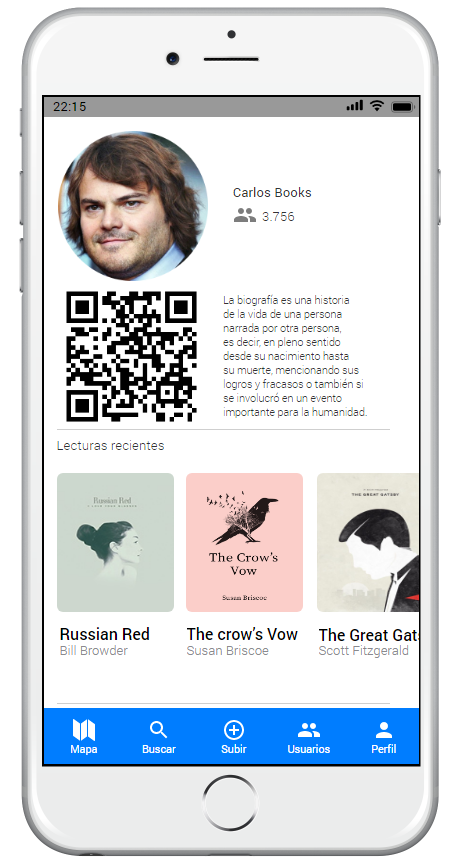 22:15
Carlos Books
3.756
La biografía es una historia
de la vida de una persona
narrada por otra persona,
es decir, en pleno sentido
desde su nacimiento hasta
su muerte, mencionando sus
logros y fracasos o también si
se involucró en un evento
importante para la humanidad.
Lecturas recientes
Russian Red
The Crow's
Vow
Susan Briscoe
THE GREAT GATSBY
Russian Red
Bill Browder
The crow's Vow
Susan Briscoe
The Great Gats
Scott Fitzgerald
Mapa
Buscar
Subir
Usuarios
Perfil